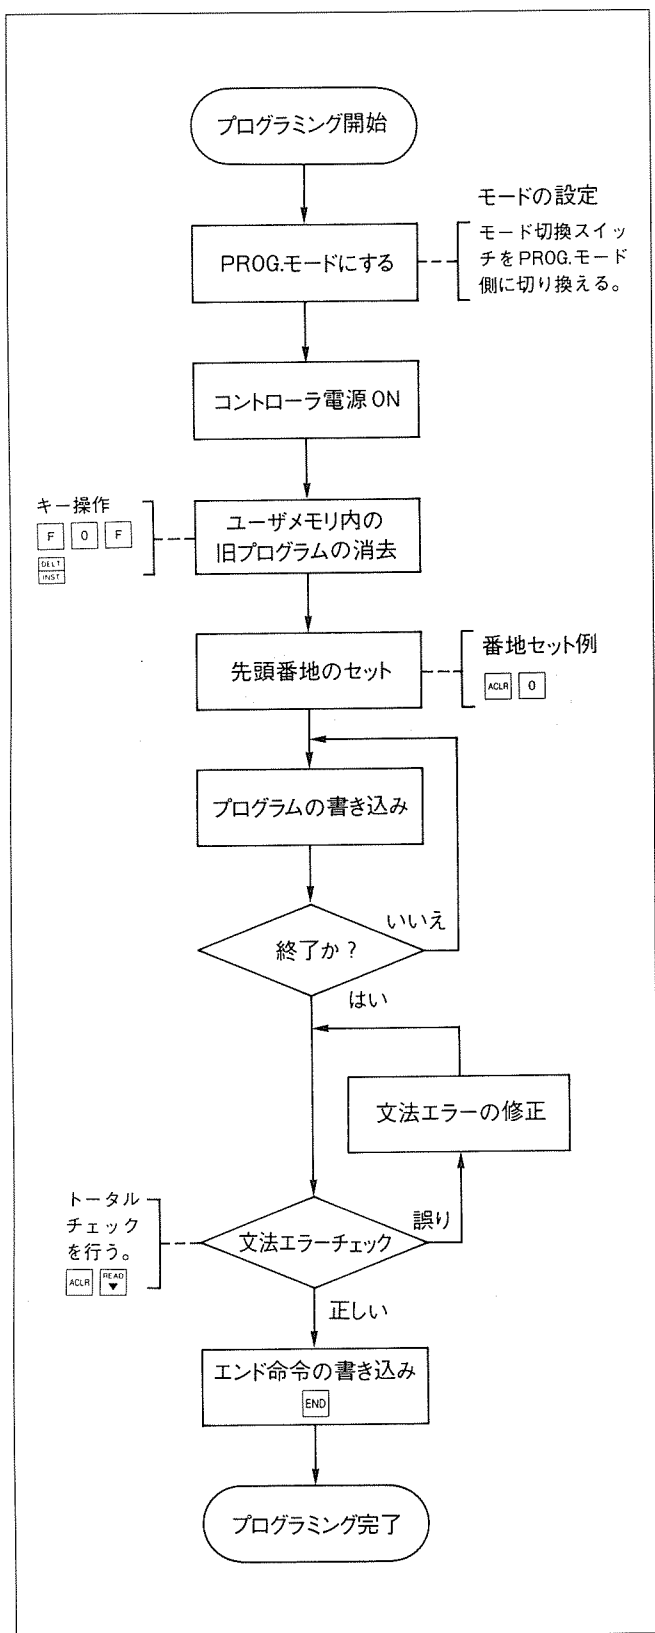 プログラミング開始
PROG.モードにする
モードの設定
モード切換スイッ
チをPROG.モード
側に切り換える。
コントローラ電源ON
キー操作
F 0 F
DELT
INST
ユーザメモリ内の
旧プログラムの消去
先頭番地のセット
番地セット例
ACLR 0
プログラムの書き込み
終了か?
いいえ
はい
文法エラーの修正
トータル
チェック
を行う。
ACLR READ▼
文法エラーチェック
誤り
正しい
エンド命令の書き込み
END
プログラミング完了